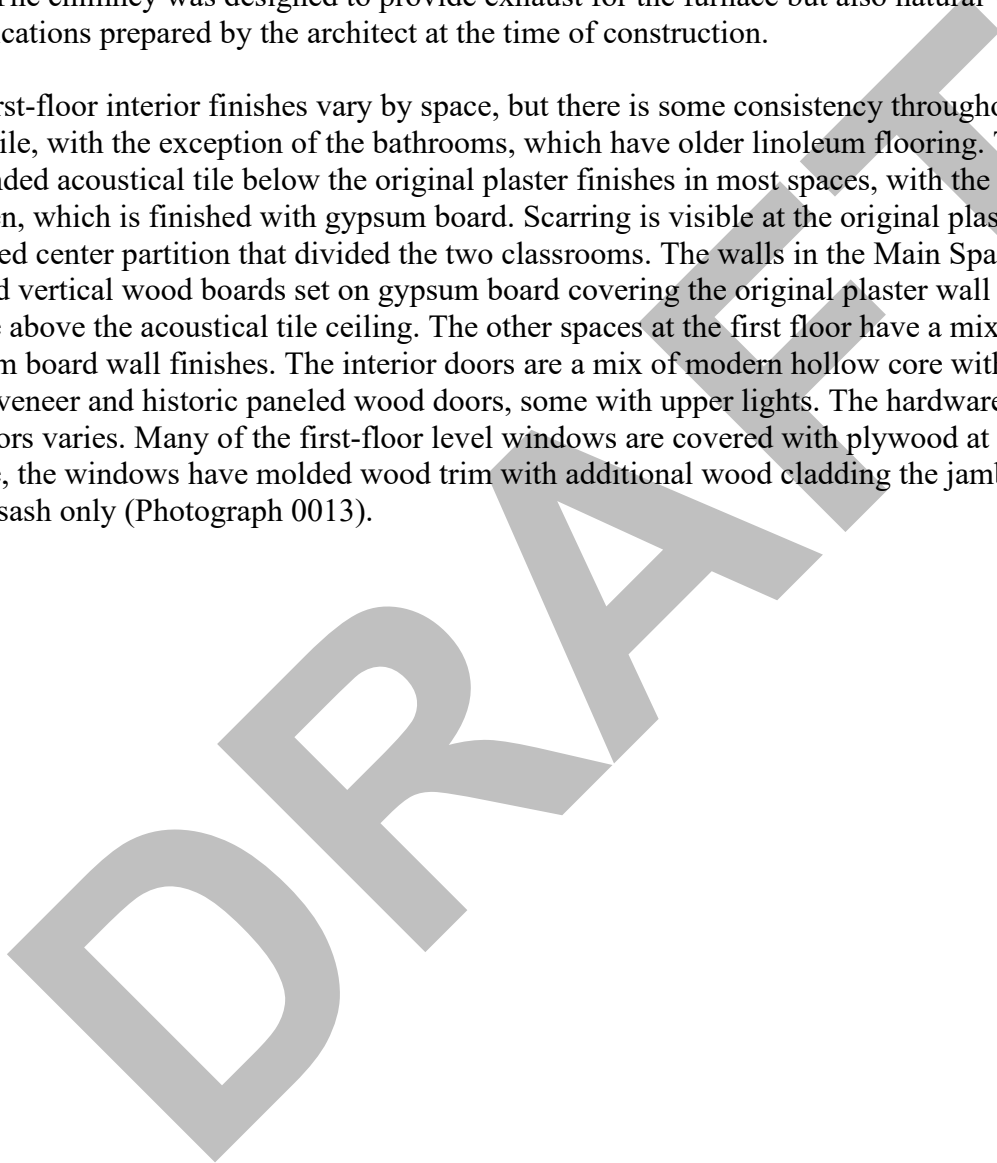 The chimney was designed to provide exhaust for the furnace but also natural
ications prepared by the architect at the time of construction.
rst-floor interior finishes vary by space, but there is some consistency througho
ile, with the exception of the bathrooms, which have older linoleum flooring.
nded acoustical tile below the original plaster finishes in most spaces, with the
en, which is finished with gypsum board. Scarring is visible at the original plas
ed center partition that divided the two classrooms. The walls in the Main Spa
d vertical wood boards set on gypsum board covering the original plaster wall
e above the acoustical tile ceiling. The other spaces at the first floor have a mix
m board wall finishes. The interior doors are a mix of modern hollow core with
veneer and historic paneled wood doors, some with upper lights. The hardware
ors varies. Many of the first-floor level windows are covered with plywood at
e, the windows have molded wood trim with additional wood cladding the jamb
sash only (Photograph 0013).
DRAFT